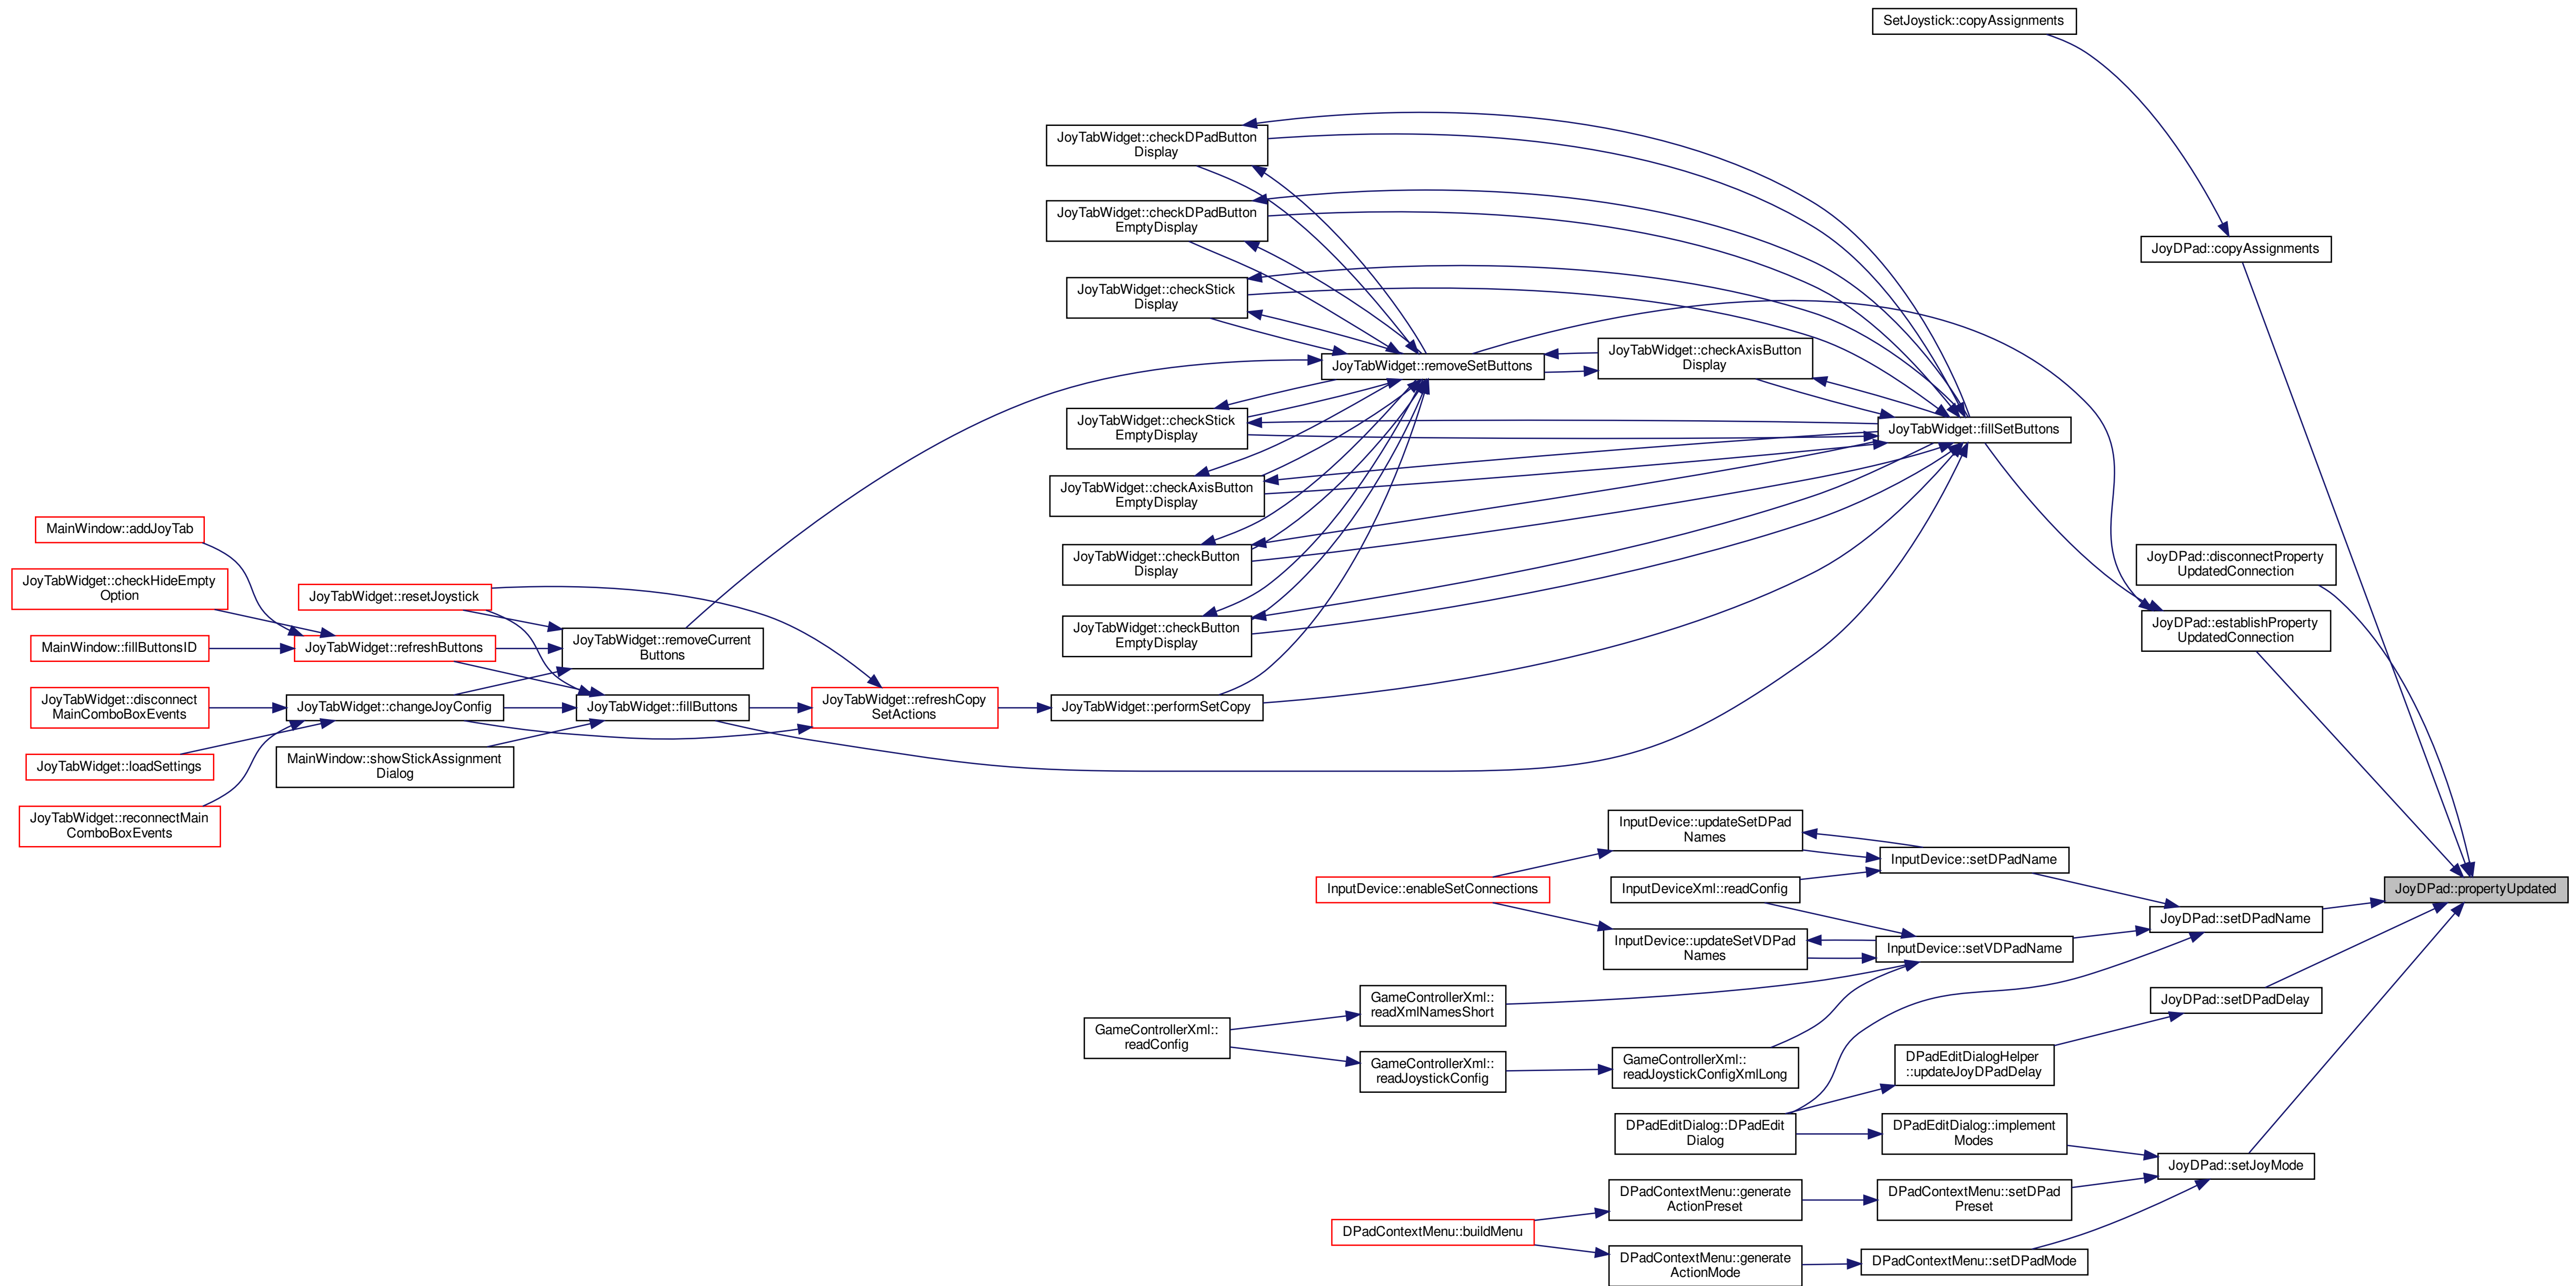 SetJoystick::copyAssignments
JoyTabWidget::checkDPadButton
Display
JoyTabWidget::checkDPadButton
EmptyDisplay
JoyDPad::copyAssignments
JoyTabWidget::checkStick
Display
JoyTabWidget::removeSetButtons
JoyTabWidget::checkAxisButton
Display
JoyTabWidget::checkStick
EmptyDisplay
JoyTabWidget::fillSetButtons
JoyTabWidget::checkAxisButton
EmptyDisplay
MainWindow::addJoyTab
JoyTabWidget::checkButton
Display
JoyDPad::disconnectProperty
UpdatedConnection
JoyTabWidget::checkHideEmpty
Option
JoyTabWidget::resetJoystick
JoyTabWidget::checkButton
EmptyDisplay
JoyDPad::establishProperty
UpdatedConnection
MainWindow::fillButtonsID
JoyTabWidget::refreshButtons
JoyTabWidget::removeCurrent
Buttons
JoyTabWidget::disconnect
MainComboBoxEvents
JoyTabWidget::changeJoyConfig
JoyTabWidget::fillButtons
JoyTabWidget::refreshCopy
SetActions
JoyTabWidget::performSetCopy
JoyTabWidget::loadSettings
MainWindow::showStickAssignment
Dialog
JoyTabWidget::reconnectMain
ComboBoxEvents
InputDevice::updateSetDPad
Names
InputDevice::setDPadName
InputDevice::enableSetConnections
InputDeviceXml::readConfig
JoyDPad::propertyUpdated
JoyDPad::setDPadName
InputDevice::updateSetVDPad
Names
InputDevice::setVDPadName
GameControllerXml::
readXmlNamesShort
JoyDPad::setDPadDelay
GameControllerXml::
readConfig
GameControllerXml::
readJoystickConfig
GameControllerXml::
readJoystickConfigXmlLong
DPadEditDialogHelper
::updateJoyDPadDelay
DPadEditDialog::DPadEdit
Dialog
DPadEditDialog::implement
Modes
JoyDPad::setJoyMode
DPadContextMenu::generate
ActionPreset
DPadContextMenu::setDPad
Preset
DPadContextMenu::buildMenu
DPadContextMenu::generate
ActionMode
DPadContextMenu::setDPadMode